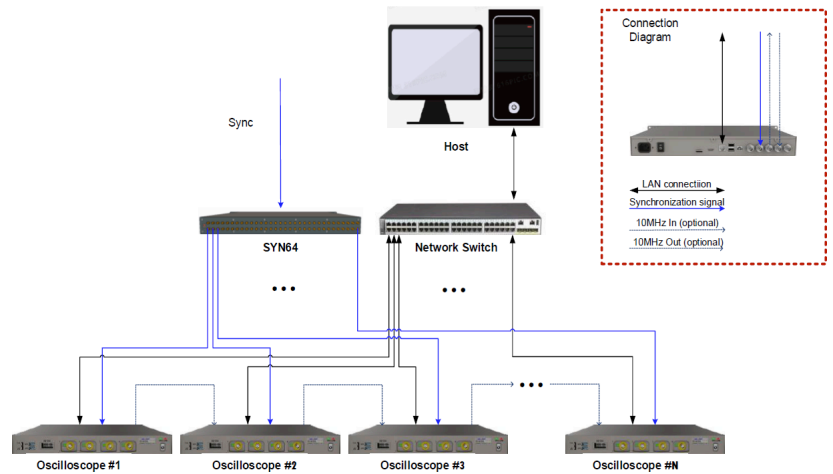 Connection
Diagram
Sync
Host
LAN connectiion
Synchronization signal
10MHz In (optional)
10MHz Out (optional)
SYN64
Network Switch
Oscilloscope #1
Oscilloscope #2
Oscilloscope #3
Oscilloscope #N